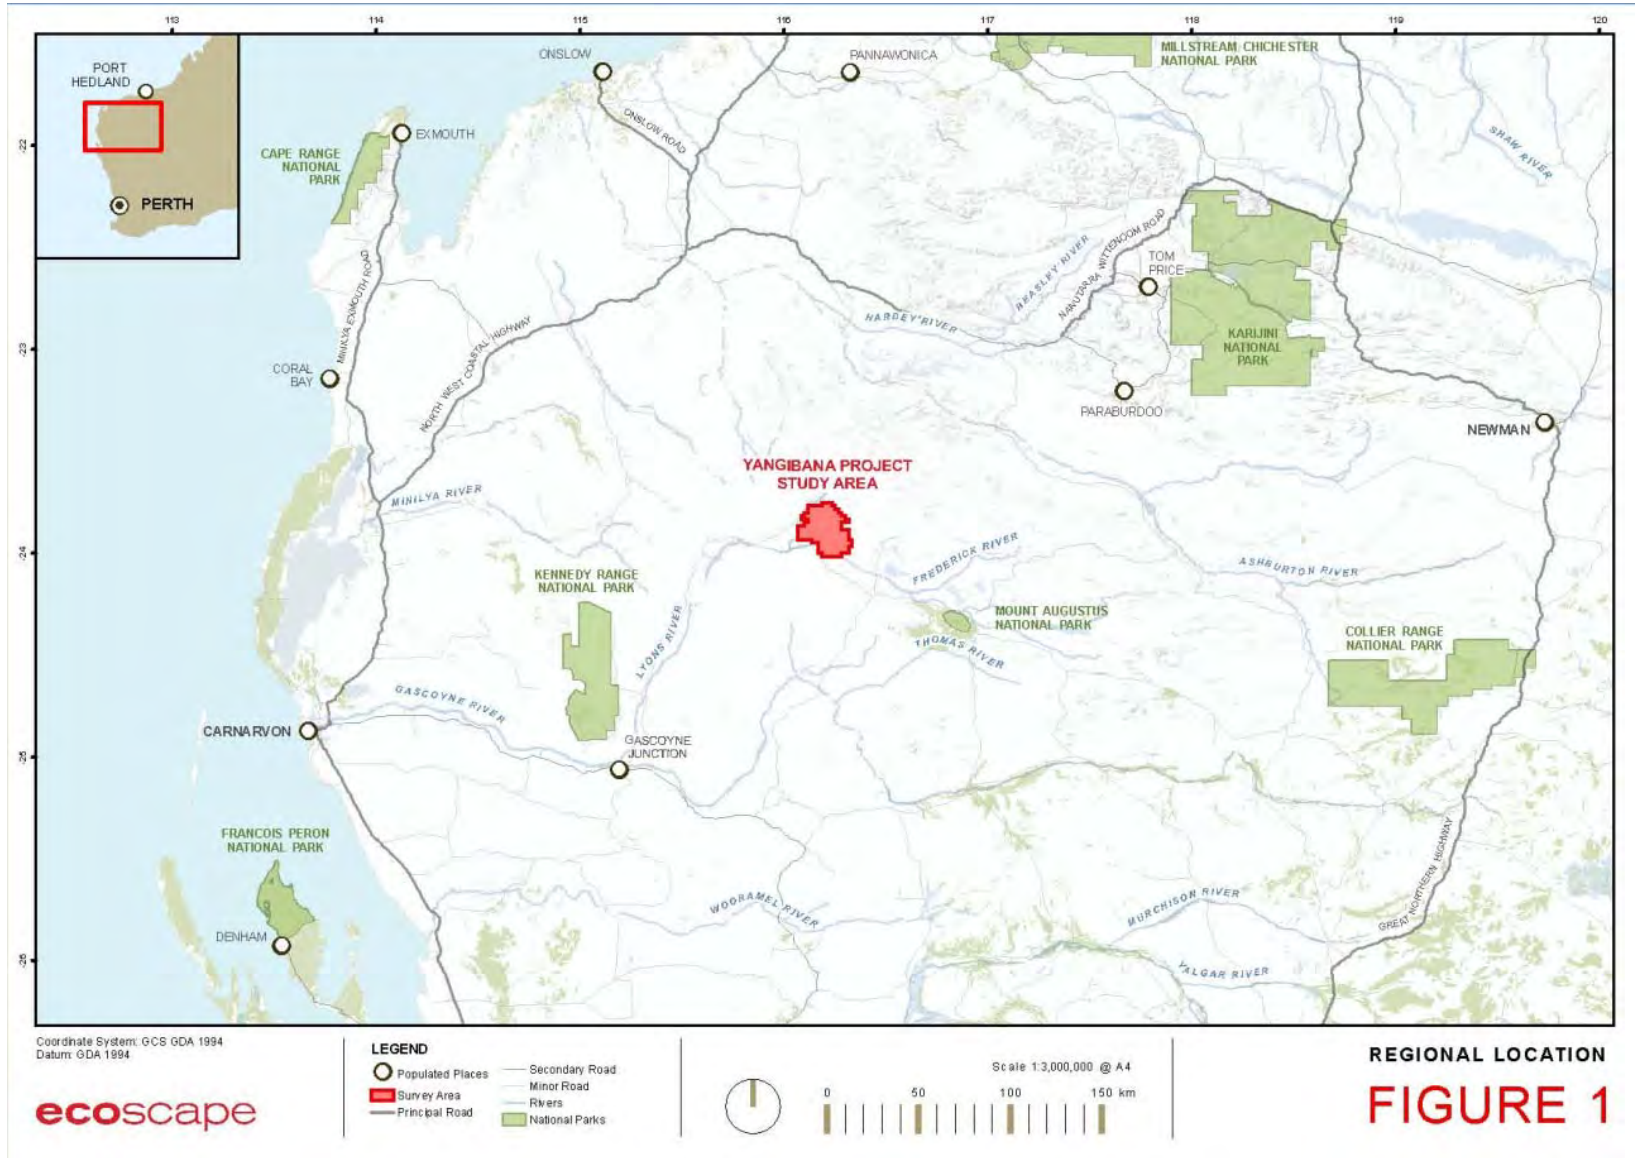 113
114
115
116
117
118
119
120
-22
-23
-24
-25
-26
PORT
HEDLAND
PERTH
ONSLOW
PANNAWONICA
MILLSTREAM CHICHESTER
NATIONAL PARK
EXMOUTH
ONSLOW ROAD
SHAW RIVER
CAPE RANGE
NATIONAL
PARK
MINILYA EXMOUTH ROAD
NANUTARRA WITTENOOM ROAD
BEASLEY RIVER
TOM
PRICE
HARDEY RIVER
NORTH WEST COASTAL HIGHWAY
KARIJINI
NATIONAL
PARK
CORAL
BAY
PARABURDOO
NEWMAN
YANGIBANA PROJECT
STUDY AREA
MINILYA RIVER
FREDERICK RIVER
ASHBURTON RIVER
KENNEDY RANGE
NATIONAL PARK
MOUNT AUGUSTUS
NATIONAL PARK
LYONS RIVER
THOMAS RIVER
COLLIER RANGE
NATIONAL PARK
GASCOYNE RIVER
CARNARVON
GASCOYNE
JUNCTION
FRANCOIS PERON
NATIONAL PARK
GREAT NORTHERN HIGHWAY
WOORAMEL RIVER
MURCHISON RIVER
DENHAM
YALGAR RIVER
Coordinate System: GCS GDA 1994
Datum: GDA 1994
ecoscape
LEGEND
Populated Places
Survey Area
Principal Road
Secondary Road
Minor Road
Rivers
National Parks
Scale 1:3,000,000 @ A4
0 50 100 150 km
REGIONAL LOCATION
FIGURE 1